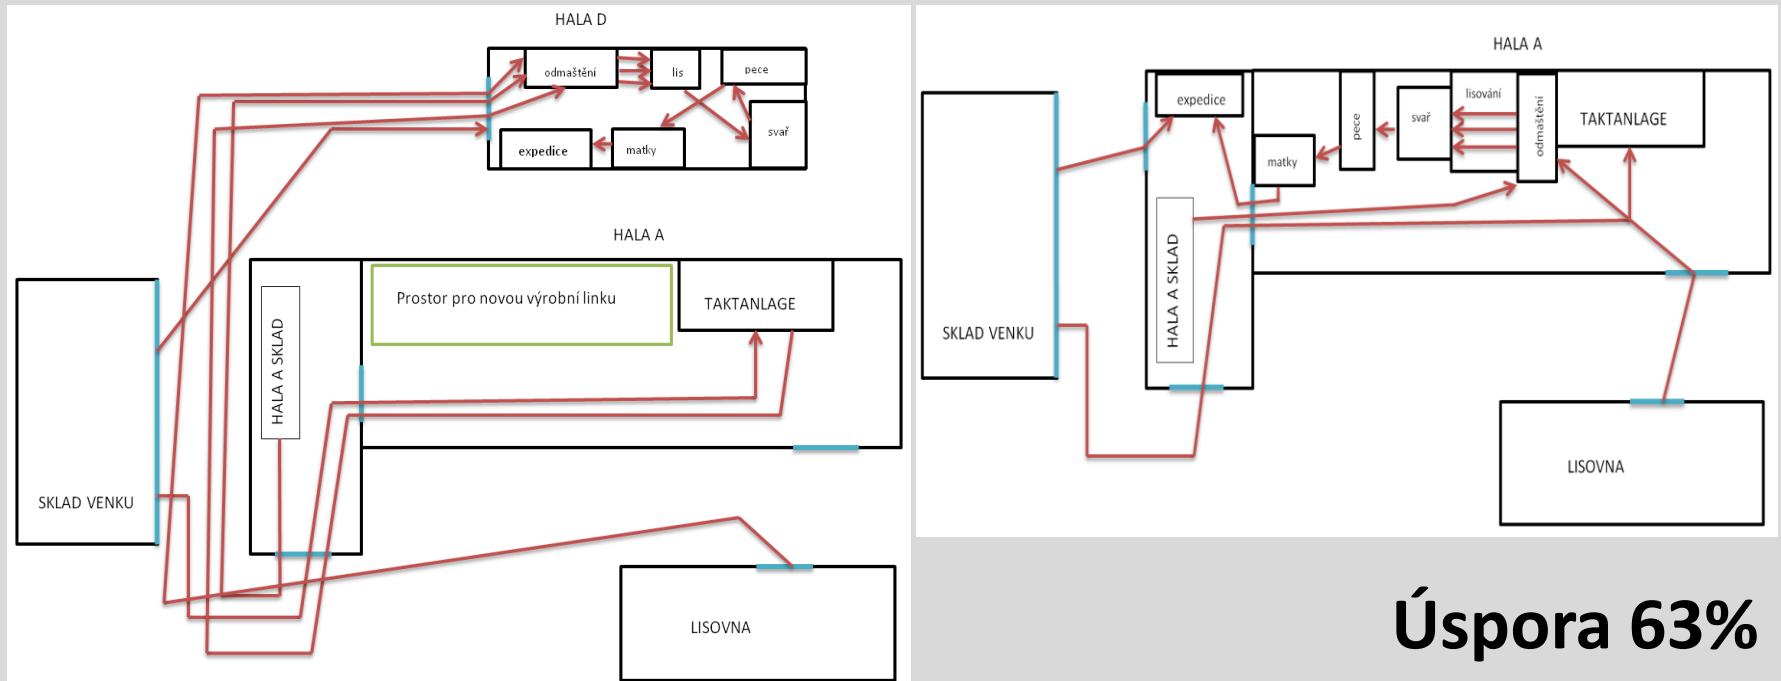 HALA D
odmaštění
lis
pece
svař
expedice
matky
HALA A
Prostor pro novou výrobní linku
TAKTANLAGE
HALA A SKLAD
SKLAD VENKU
LISOVNA
HALA A
expedice
matky
pece
svař
lisování
odmaštění
TAKTANLAGE
HALA A SKLAD
SKLAD VENKU
LISOVNA
Úspora 63%